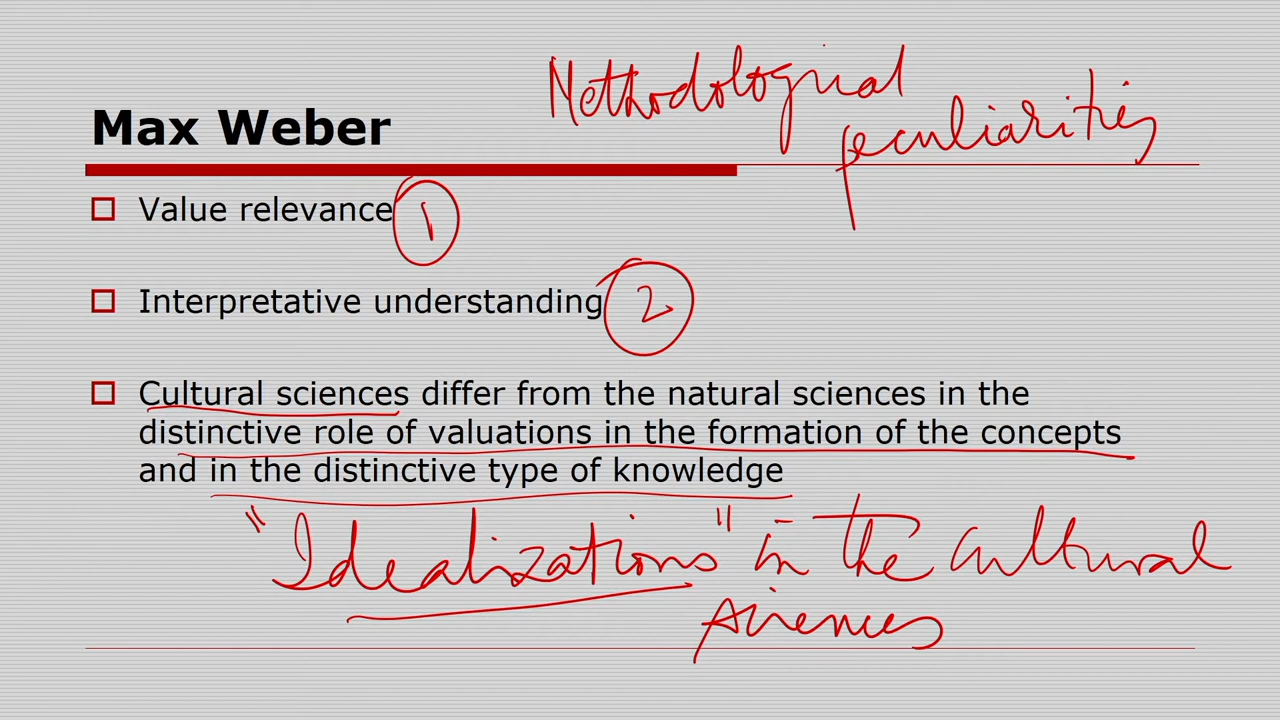 Methodological
peculiarities
Max Weber
Value relevance 1
Interpretative understanding 2
Cultural sciences differ from the natural sciences in the
distinctive role of valuations in the formation of the concepts
and in the distinctive type of knowledge
"Idealizations" in the cultural
sciences